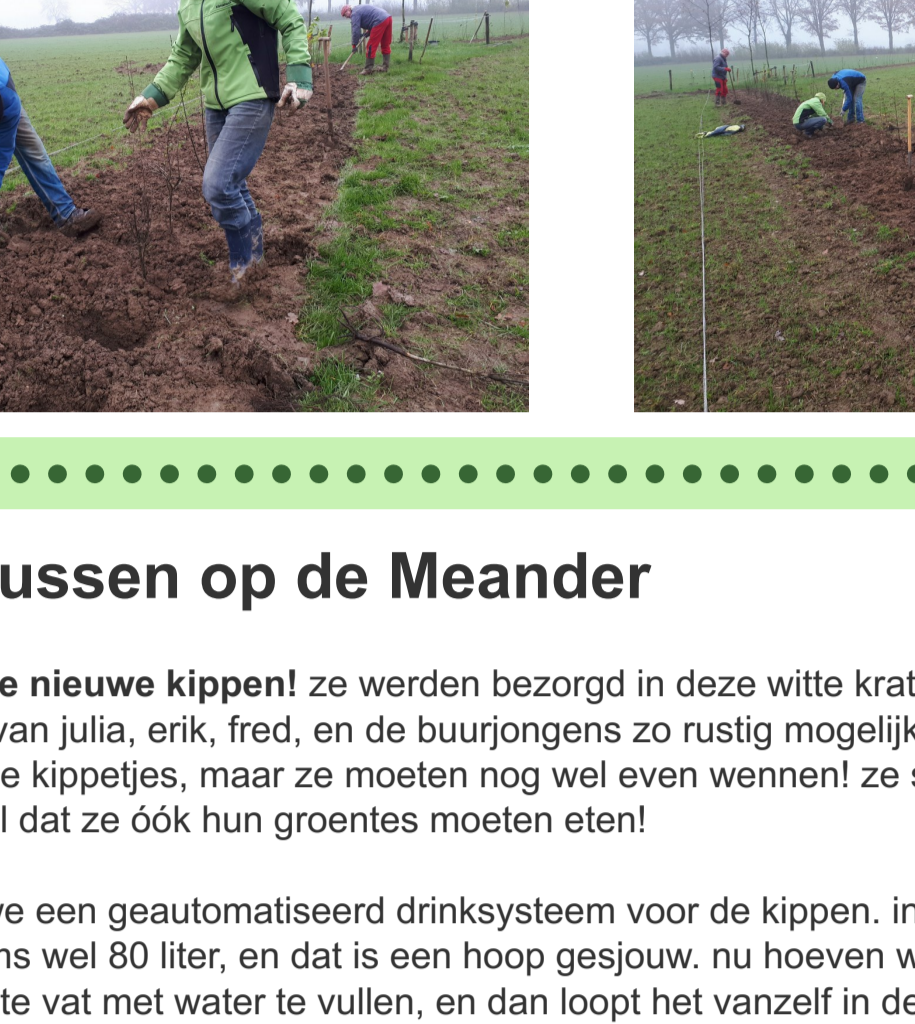 ussen op de Meander
e nieuwe kippen! ze werden bezorgd in deze witte krat
van julia, erik, fred, en de buurjongens zo rustig mogelijk
e kippetjes, maar ze moeten nog wel even wennen! ze s
l dat ze óók hun groentes moeten eten!
ve een geautomatiseerd drinksysteem voor de kippen. in
ns wel 80 liter, en dat is een hoop gesjouw. nu hoeven w
te vat met water te vullen, en dan loopt het vanzelf in de